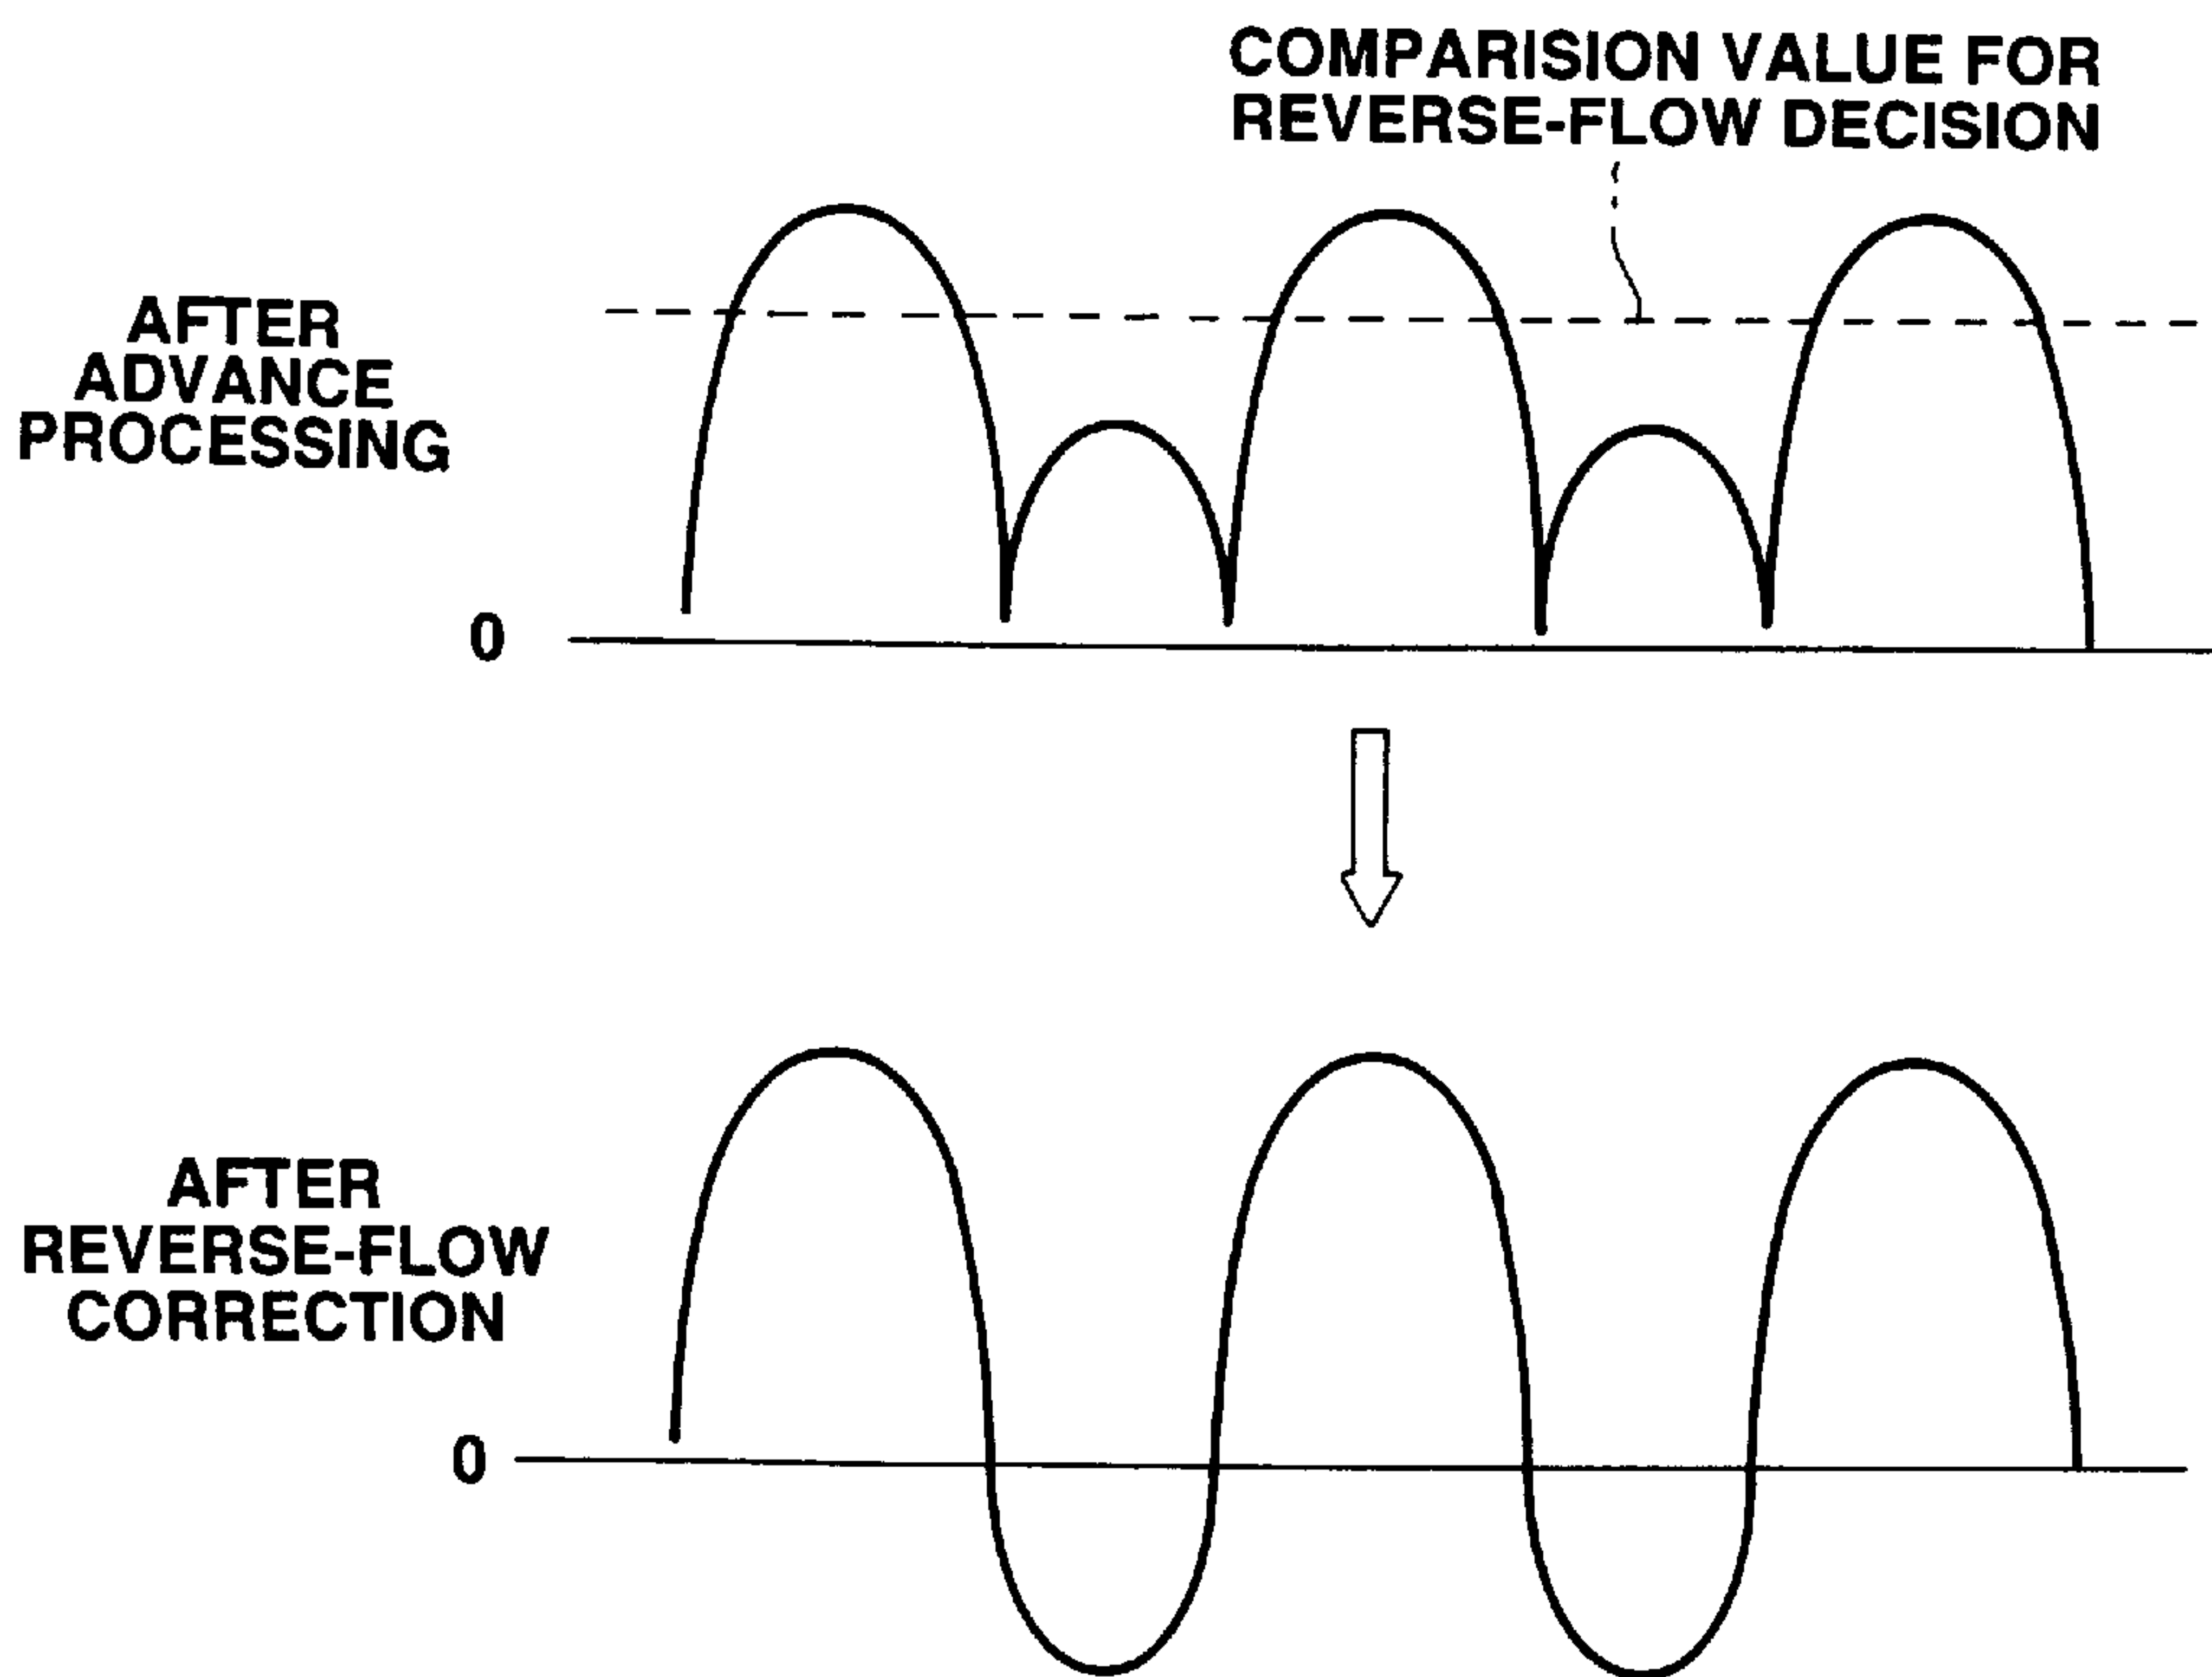 COMPARISION VALUE FOR
REVERSE-FLOW DECISION
AFTER
ADVANCE
PROCESSING
0
AFTER
REVERSE-FLOW
CORRECTION
0